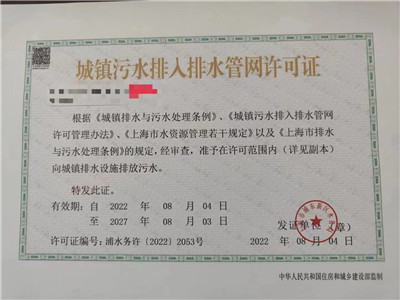 城镇污水排入排水管网许可证
根据《城镇排水与污水处理条例》、《城镇污水排入排水管网
许可管理办法》、《上海市水资源管理若干规定》以及《上海市排水
与污水处理条例》的规定，经审查，准予在许可范围内（详见副本）
向城镇排水设施排放污水。
特发此证。
有效期：自 2022 年 08 月 04 日
至 2027 年 08 月 03 日
发证单位（章）
许可证编号：浦水务许〔2022〕2053号
2022 年 08 月 04 日
中华人民共和国住房和城乡建设部监制